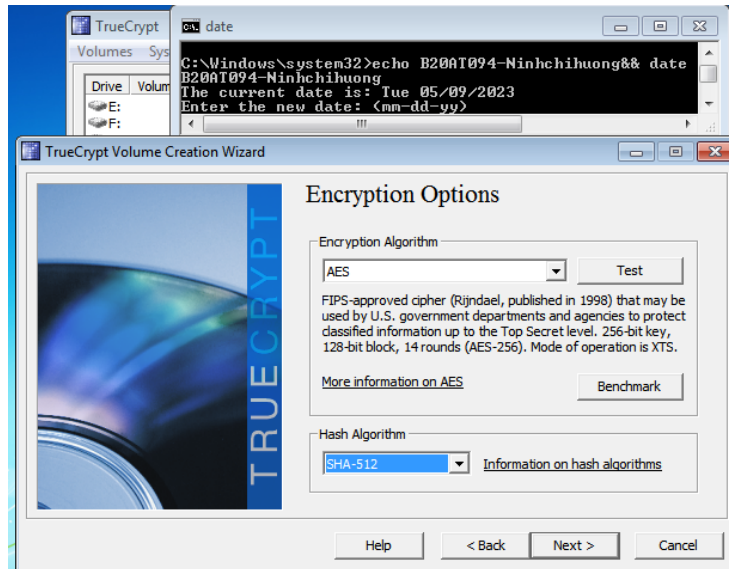 TrueCrypt
Volumes Sys
Drive Volum
E:
F:
date
C:\Windows\system32>echo B20AT094-Ninhchihuong&& date
B20AT094-Ninhchihuong
The current date is: Tue 05/09/2023
Enter the new date: (mm-dd-yy)
TrueCrypt Volume Creation Wizard
TRUECRYPT
Encryption Options
Encryption Algorithm
AES
Test
FIPS-approved cipher (Rijndael, published in 1998) that may be
used by U.S. government departments and agencies to protect
classified information up to the Top Secret level. 256-bit key,
128-bit block, 14 rounds (AES-256). Mode of operation is XTS.
More information on AES
Benchmark
Hash Algorithm
SHA-512
Information on hash algorithms
Help
< Back
Next >
Cancel